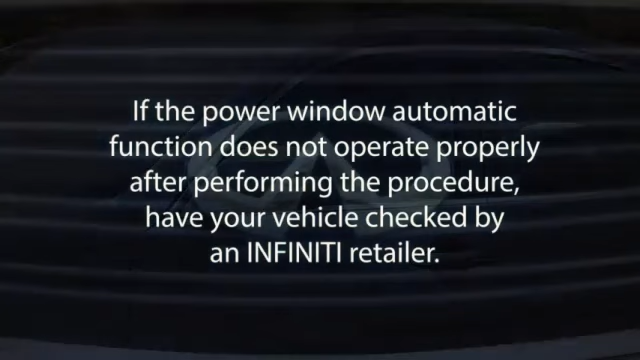 If the power window automatic
function does not operate properly
after performing the procedure,
have your vehicle checked by
an INFINITI retailer.